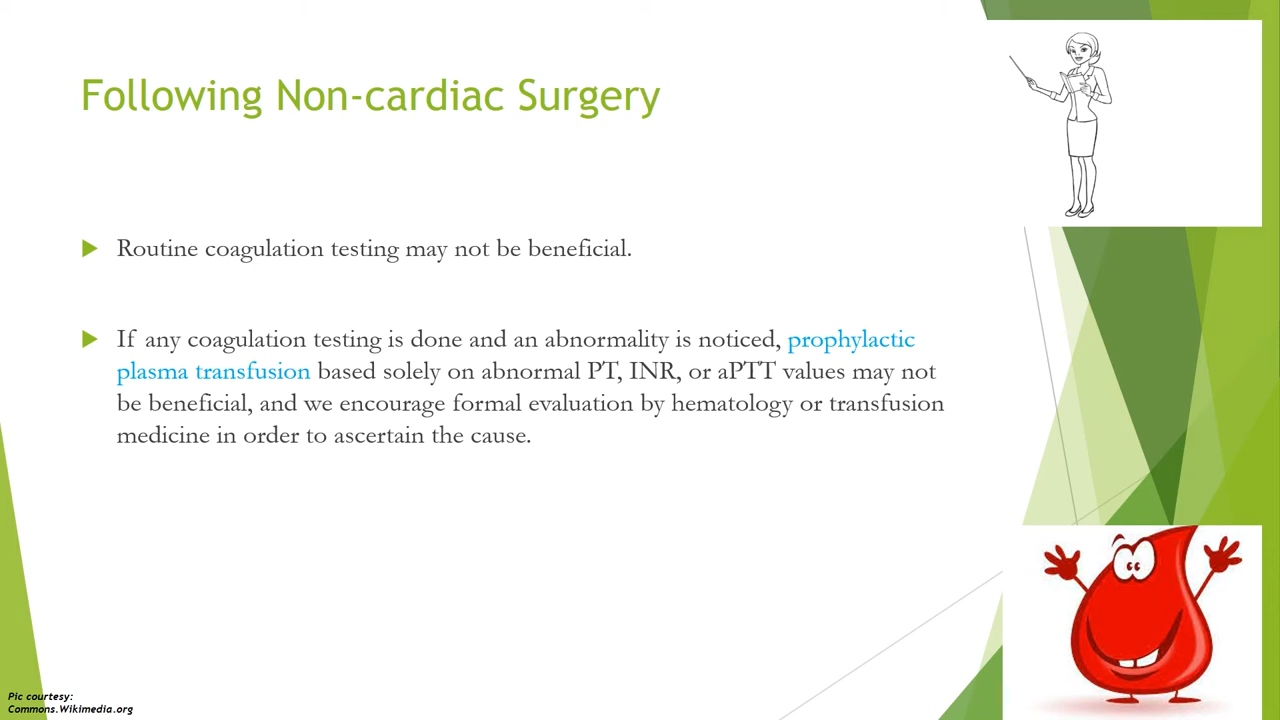 Following Non-cardiac Surgery
Routine coagulation testing may not be beneficial.
If any coagulation testing is done and an abnormality is noticed, prophylactic
plasma transfusion based solely on abnormal PT, INR, or aPTT values may not
be beneficial, and we encourage formal evaluation by hematology or transfusion
medicine in order to ascertain the cause.
Pic courtesy:
Commons.Wikimedia.org